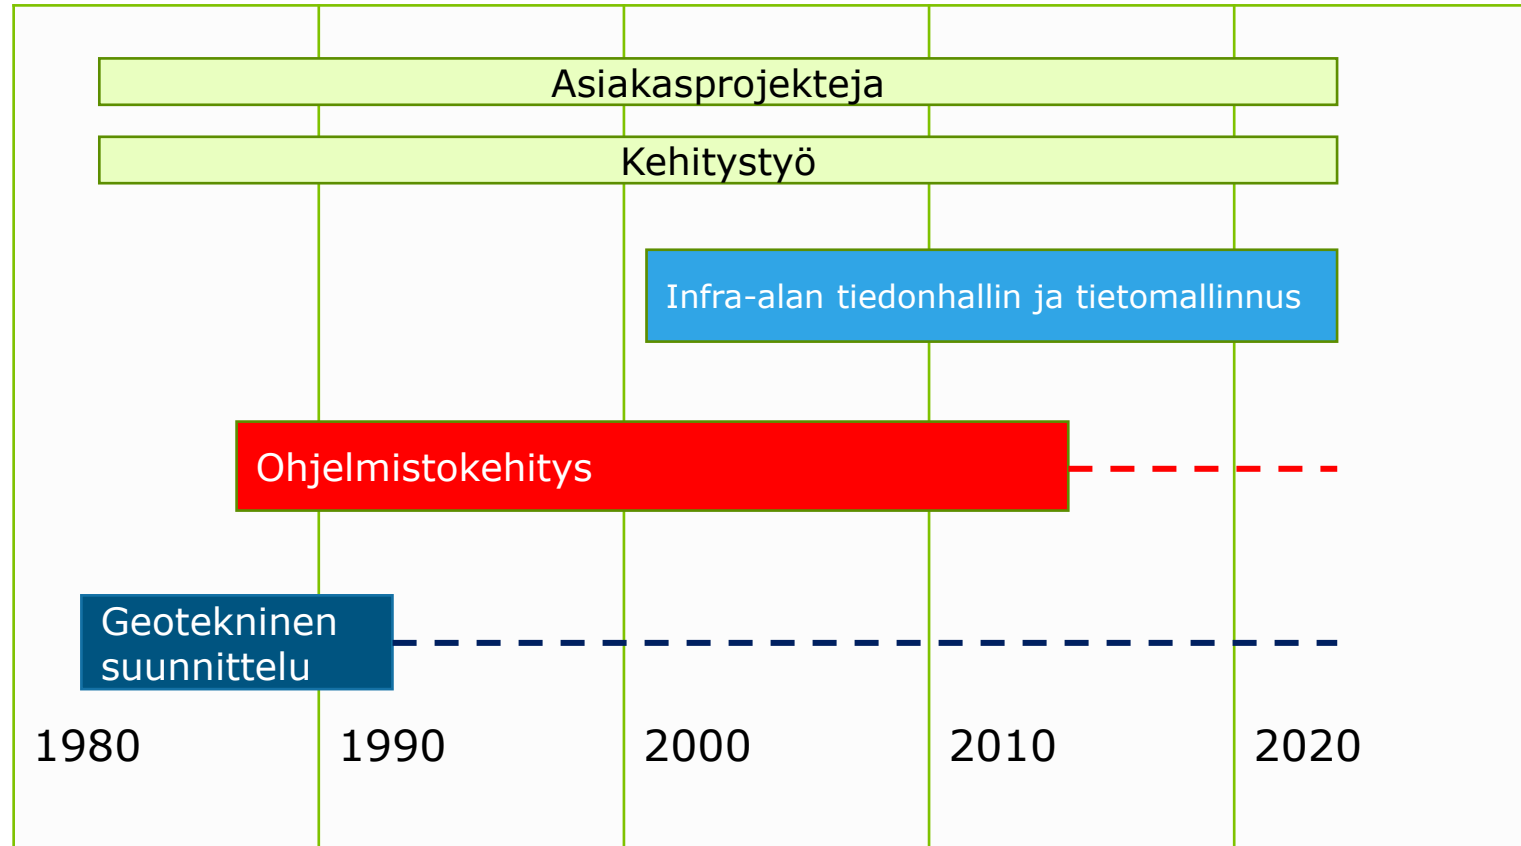 Asiakasprojekteja
Kehitystyö
Infra-alan tiedonhallin ja tietomallinnus
Ohjelmistokehitys
Geotekninen
suunnittelu
1980 1990 2000 2010 2020